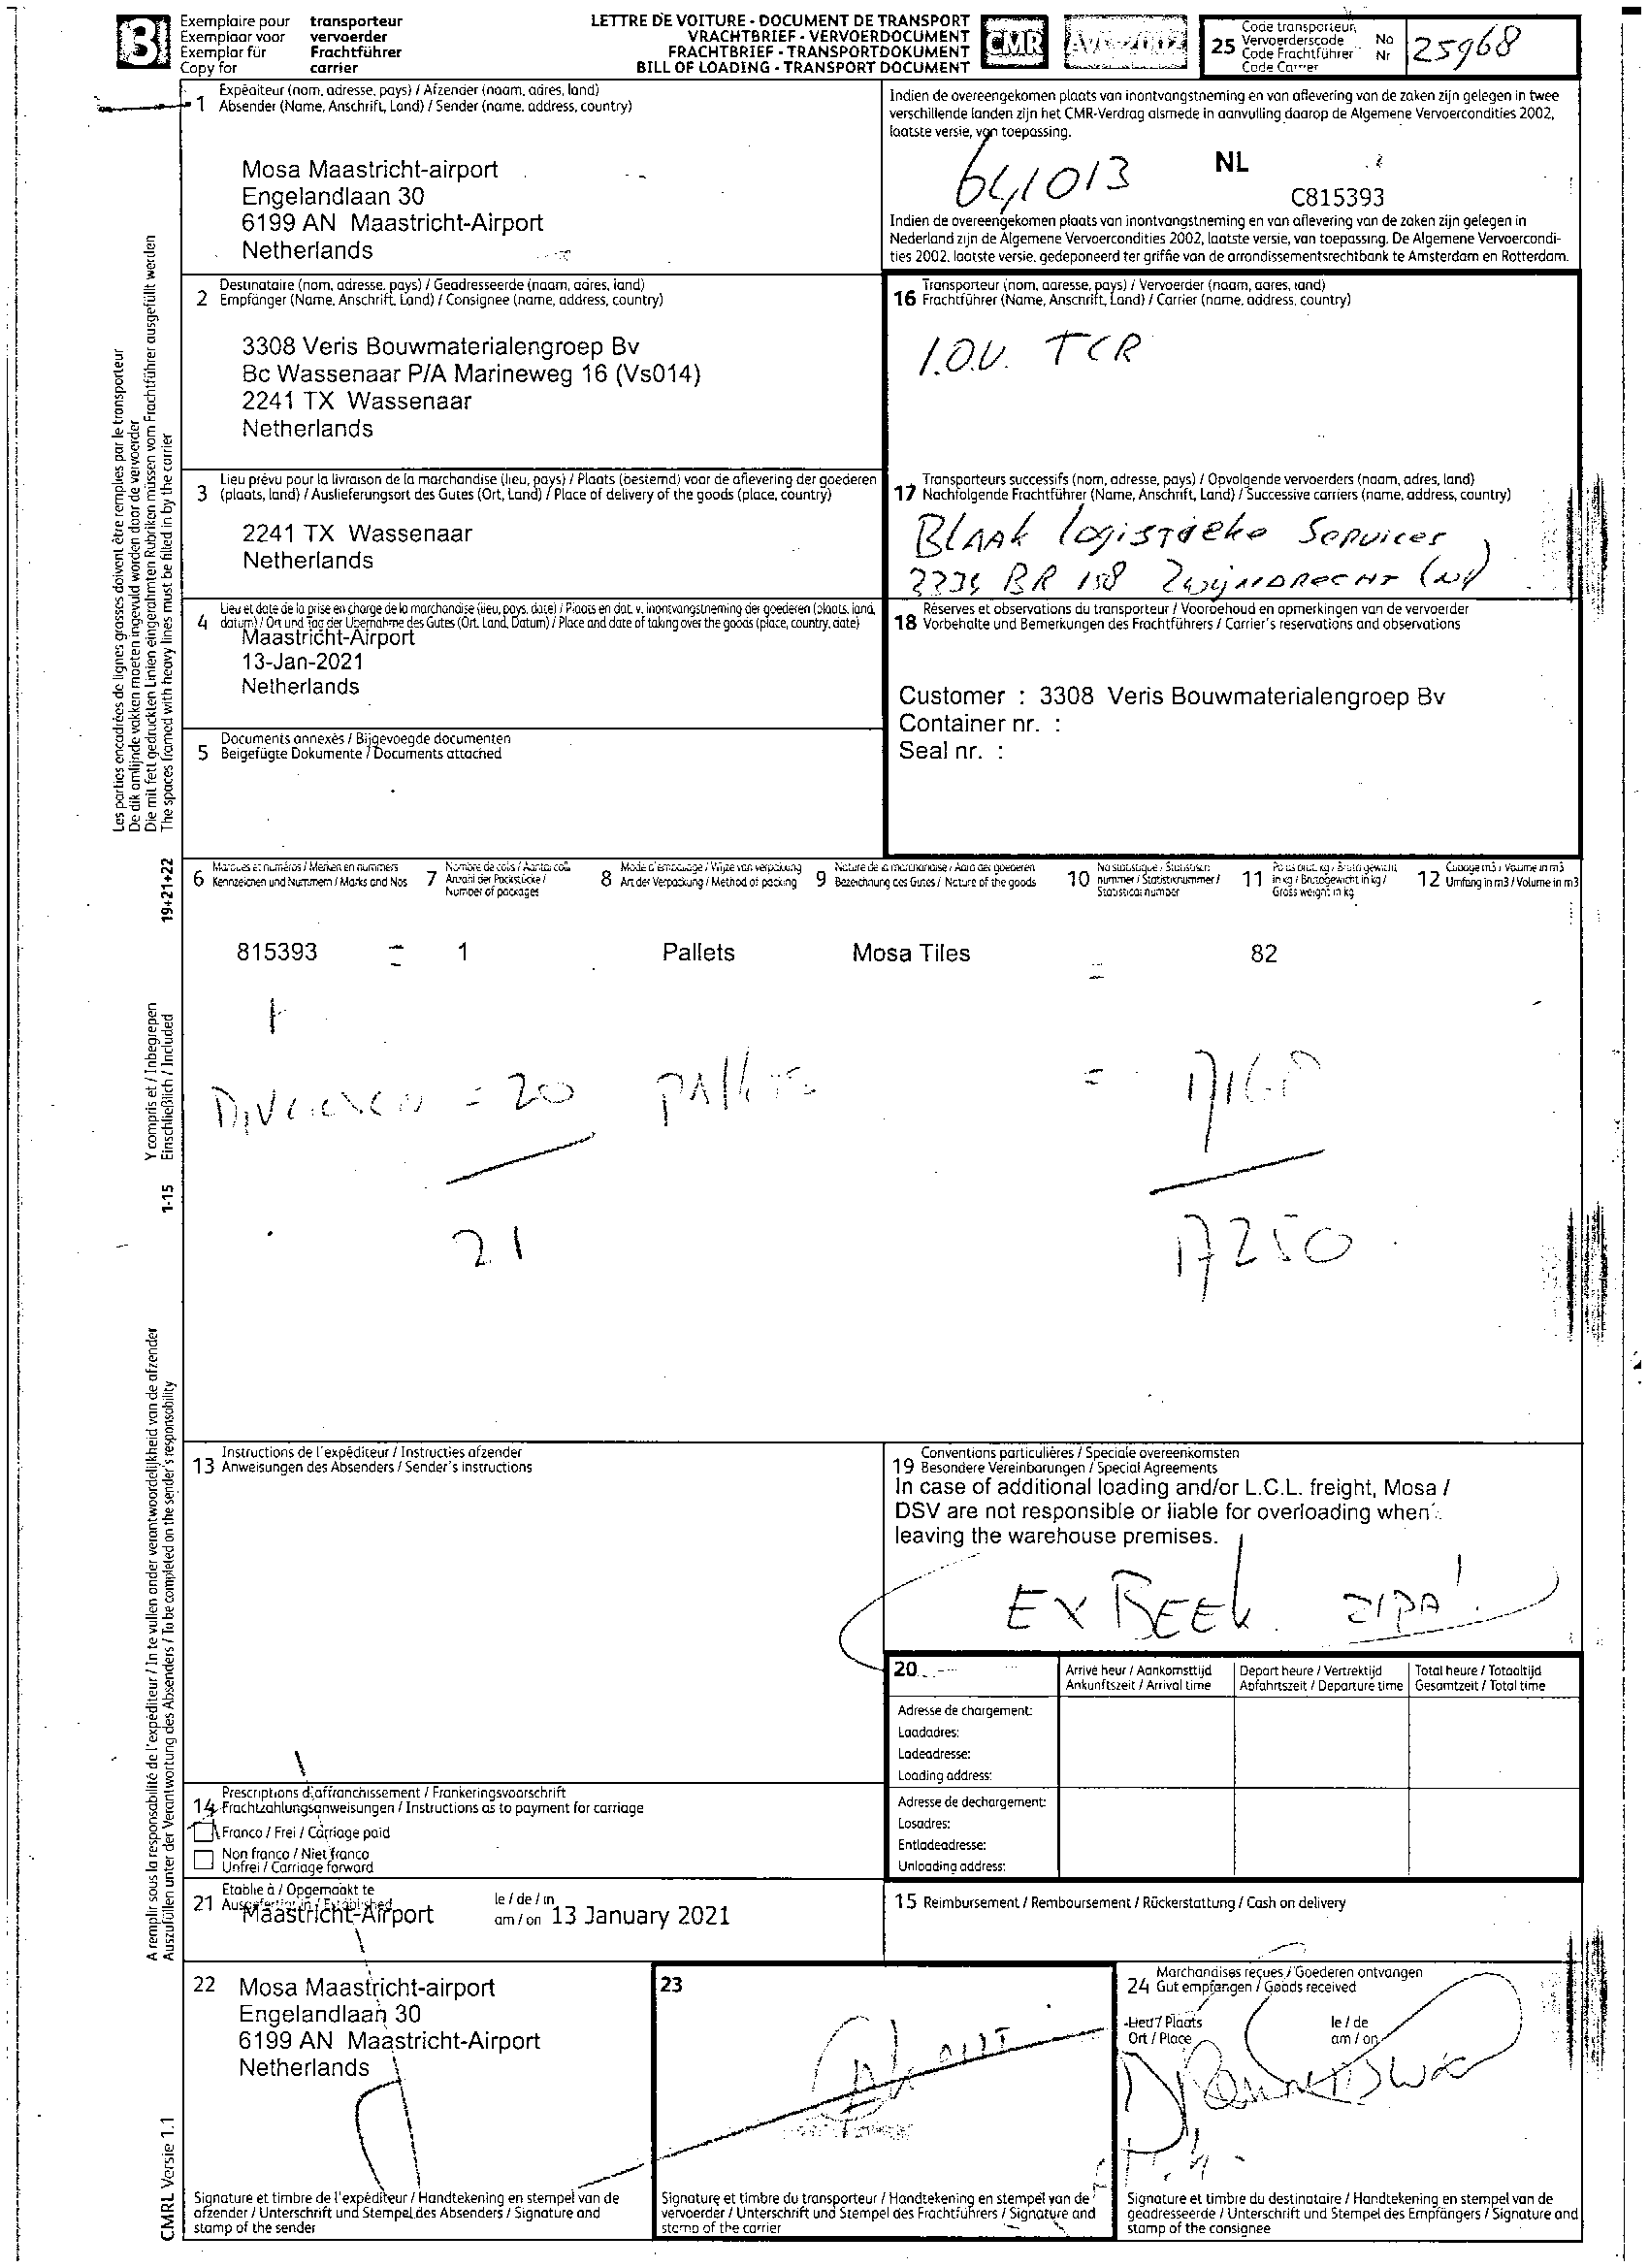 3
Exemplaire pour transporteur
Exemplaar voor vervoerder
Exemplar für Frachtführer
Copy for carrier
LETTRE DE VOITURE - DOCUMENT DE TRANSPORT
VRACHTBRIEF - VERVOERDOCUMENT
FRACHTBRIEF - TRANSPORTDOKUMENT
BILL OF LOADING - TRANSPORT DOCUMENT
CMR
AVC-2002
25 Code transporteur
Vervoerderscode
Code Frachtführer
Code Carrier
No
Nr
25968
1 Expéditeur (nom, adresse, pays) / Afzender (naam, adres, land)
Absender (Name, Anschrift, Land) / Sender (name, address, country)
Mosa Maastricht-airport
Engelandlaan 30
6199 AN Maastricht-Airport
Netherlands
Indien de overeengekomen plaats van inontvangstneming en van aflevering van de zaken zijn gelegen in twee
verschillende landen zijn het CMR-Verdrag alsmede in aanvulling daarop de Algemene Vervoercondities 2002,
laatste versie, van toepassing.
641013
NL
C815393
Indien de overeengekomen plaats van inontvangstneming en van aflevering van de zaken zijn gelegen in
Nederland zijn de Algemene Vervoercondities 2002, laatste versie, van toepassing. De Algemene Vervoercondi-
ties 2002, laatste versie, gedeponeerd ter griffie van de arrondissementsrechtbank te Amsterdam en Rotterdam.
2 Destinataire (nom, adresse, pays) / Geadresseerde (naam, adres, land)
Empfänger (Name, Anschrift, Land) / Consignee (name, address, country)
3308 Veris Bouwmaterialengroep Bv
Bc Wassenaar P/A Marineweg 16 (Vs014)
2241 TX Wassenaar
Netherlands
16 Transporteur (nom, adresse, pays) / Vervoerder (naam, adres, land)
Frachtführer (Name, Anschrift, Land) / Carrier (name, address, country)
I.O.V. TCR
3 Lieu prévu pour la livraison de la marchandise (lieu, pays) / Plaats (bestemd) voor de aflevering der goederen
(plaats, land) / Auslieferungsort des Gutes (Ort, Land) / Place of delivery of the goods (place, country)
2241 TX Wassenaar
Netherlands
17 Transporteurs successifs (nom, adresse, pays) / Opvolgende vervoerders (naam, adres, land)
Nachfolgende Frachtführer (Name, Anschrift, Land) / Successive carriers (name, address, country)
BLAAK Logistieke Services
BR 158 Zwijndrecht
4 Lieu et date de la prise en charge de la marchandise (lieu, pays, date) / Plaats en dat. v. inontvangstneming der goederen (plaats, land,
datum) / Ort und Tag der Übernahme des Gutes (Ort, Land, Datum) / Place and date of taking over the goods (place, country, date)
Maastricht-Airport
13-Jan-2021
Netherlands
18 Réserves et observations du transporteur / Voorbehoud en opmerkingen van de vervoerder
Vorbehalte und Bemerkungen des Frachtführers / Carrier's reservations and observations
Customer : 3308 Veris Bouwmaterialengroep Bv
Container nr. :
Seal nr. :
5 Documents annexès / Bijgevoegde documenten
Beigefügte Dokumente / Documents attached
Les parties encadrées de lignes grasses doivent être remplies par le transporteur
De dik omlijnde vakken moeten ingevuld worden door de vervoerder
Die mit fett gedruckten Linien eingerahmten Rubriken müssen vom Frachtführer ausgefüllt werden
The spaces framed with heavy lines must be filled in by the carrier
6 Marques et numéros / Merken en nummers
Kennzeichen und Nummern / Marks and Nos
7 Nombre de colis / Aantal colli
Anzahl der Packstücke /
Number of packages
8 Mode d'emballage / Wijze van verpakking
Art der Verpackung / Method of packing
9 Nature de la marchandise / Aard der goederen
Bezeichnung des Gutes / Nature of the goods
10 No statistique / Statistisch
nummer / Statistiknummer /
Statistical number
11 Poids brut, kg / Bruto gewicht
in kg / Bruttogewicht in kg /
Gross weight in kg
12 Cubage m3 / Volume in m3
Umfang in m3 / Volume in m3
815393 = 1 Pallets Mosa Tiles = 82
+
Diversen = 20 Pallets = 17168
21 17250
19+21+22
Y compris et / Inbegrepen
Einschließlich / Included
1-15
A remplir sous la responsabilité de l'expéditeur / In te vullen onder verantwoordelijkheid van de afzender
Auszufüllen unter der Verantwortung des Absenders / To be completed on the sender's responsability
13 Instructions de l'expéditeur / Instructies afzender
Anweisungen des Absenders / Sender's instructions
19 Conventions particulières / Speciale overeenkomsten
Besondere Vereinbarungen / Special Agreements
In case of additional loading and/or L.C.L. freight, Mosa /
DSV are not responsible or liable for overloading when
leaving the warehouse premises.
EX BEEK
20
Arrivé heur / Aankomsttijd
Ankunftszeit / Arrival time
Depart heure / Vertrektijd
Abfahrtszeit / Departure time
Total heure / Totaaltijd
Gesamtzeit / Total time
Adresse de chargement:
Laadadres:
Ladeadresse:
Loading address:
Adresse de dechargement:
Losadres:
Entladeadresse:
Unloading address:
14 Prescriptions d'affranchissement / Frankeringsvoorschrift
Frachtzahlungsanweisungen / Instructions as to payment for carriage
Franco / Frei / Carriage paid
Non franco / Niet franco
Unfrei / Carriage forward
21 Etablie à / Opgemaakt te
Ausgefertigt in / Established
Maastricht-Airport
le / de / in
am / on 13 January 2021
15 Reimbursement / Remboursement / Rückerstattung / Cash on delivery
22 Mosa Maastricht-airport
Engelandlaan 30
6199 AN Maastricht-Airport
Netherlands
23
24 Marchandises reçues / Goederen ontvangen
Gut empfangen / Goods received
Lieu / Plaats
Ort / Place
le / de
am / on
Signature et timbre de l'expéditeur / Handtekening en stempel van de
afzender / Unterschrift und Stempel des Absenders / Signature and
stamp of the sender
Signature et timbre du transporteur / Handtekening en stempel van de
vervoerder / Unterschrift und Stempel des Frachtführers / Signature and
stamp of the carrier
Signature et timbre du destinataire / Handtekening en stempel van de
geadresseerde / Unterschrift und Stempel des Empfängers / Signature and
stamp of the consignee
CMRL Versie 1.1